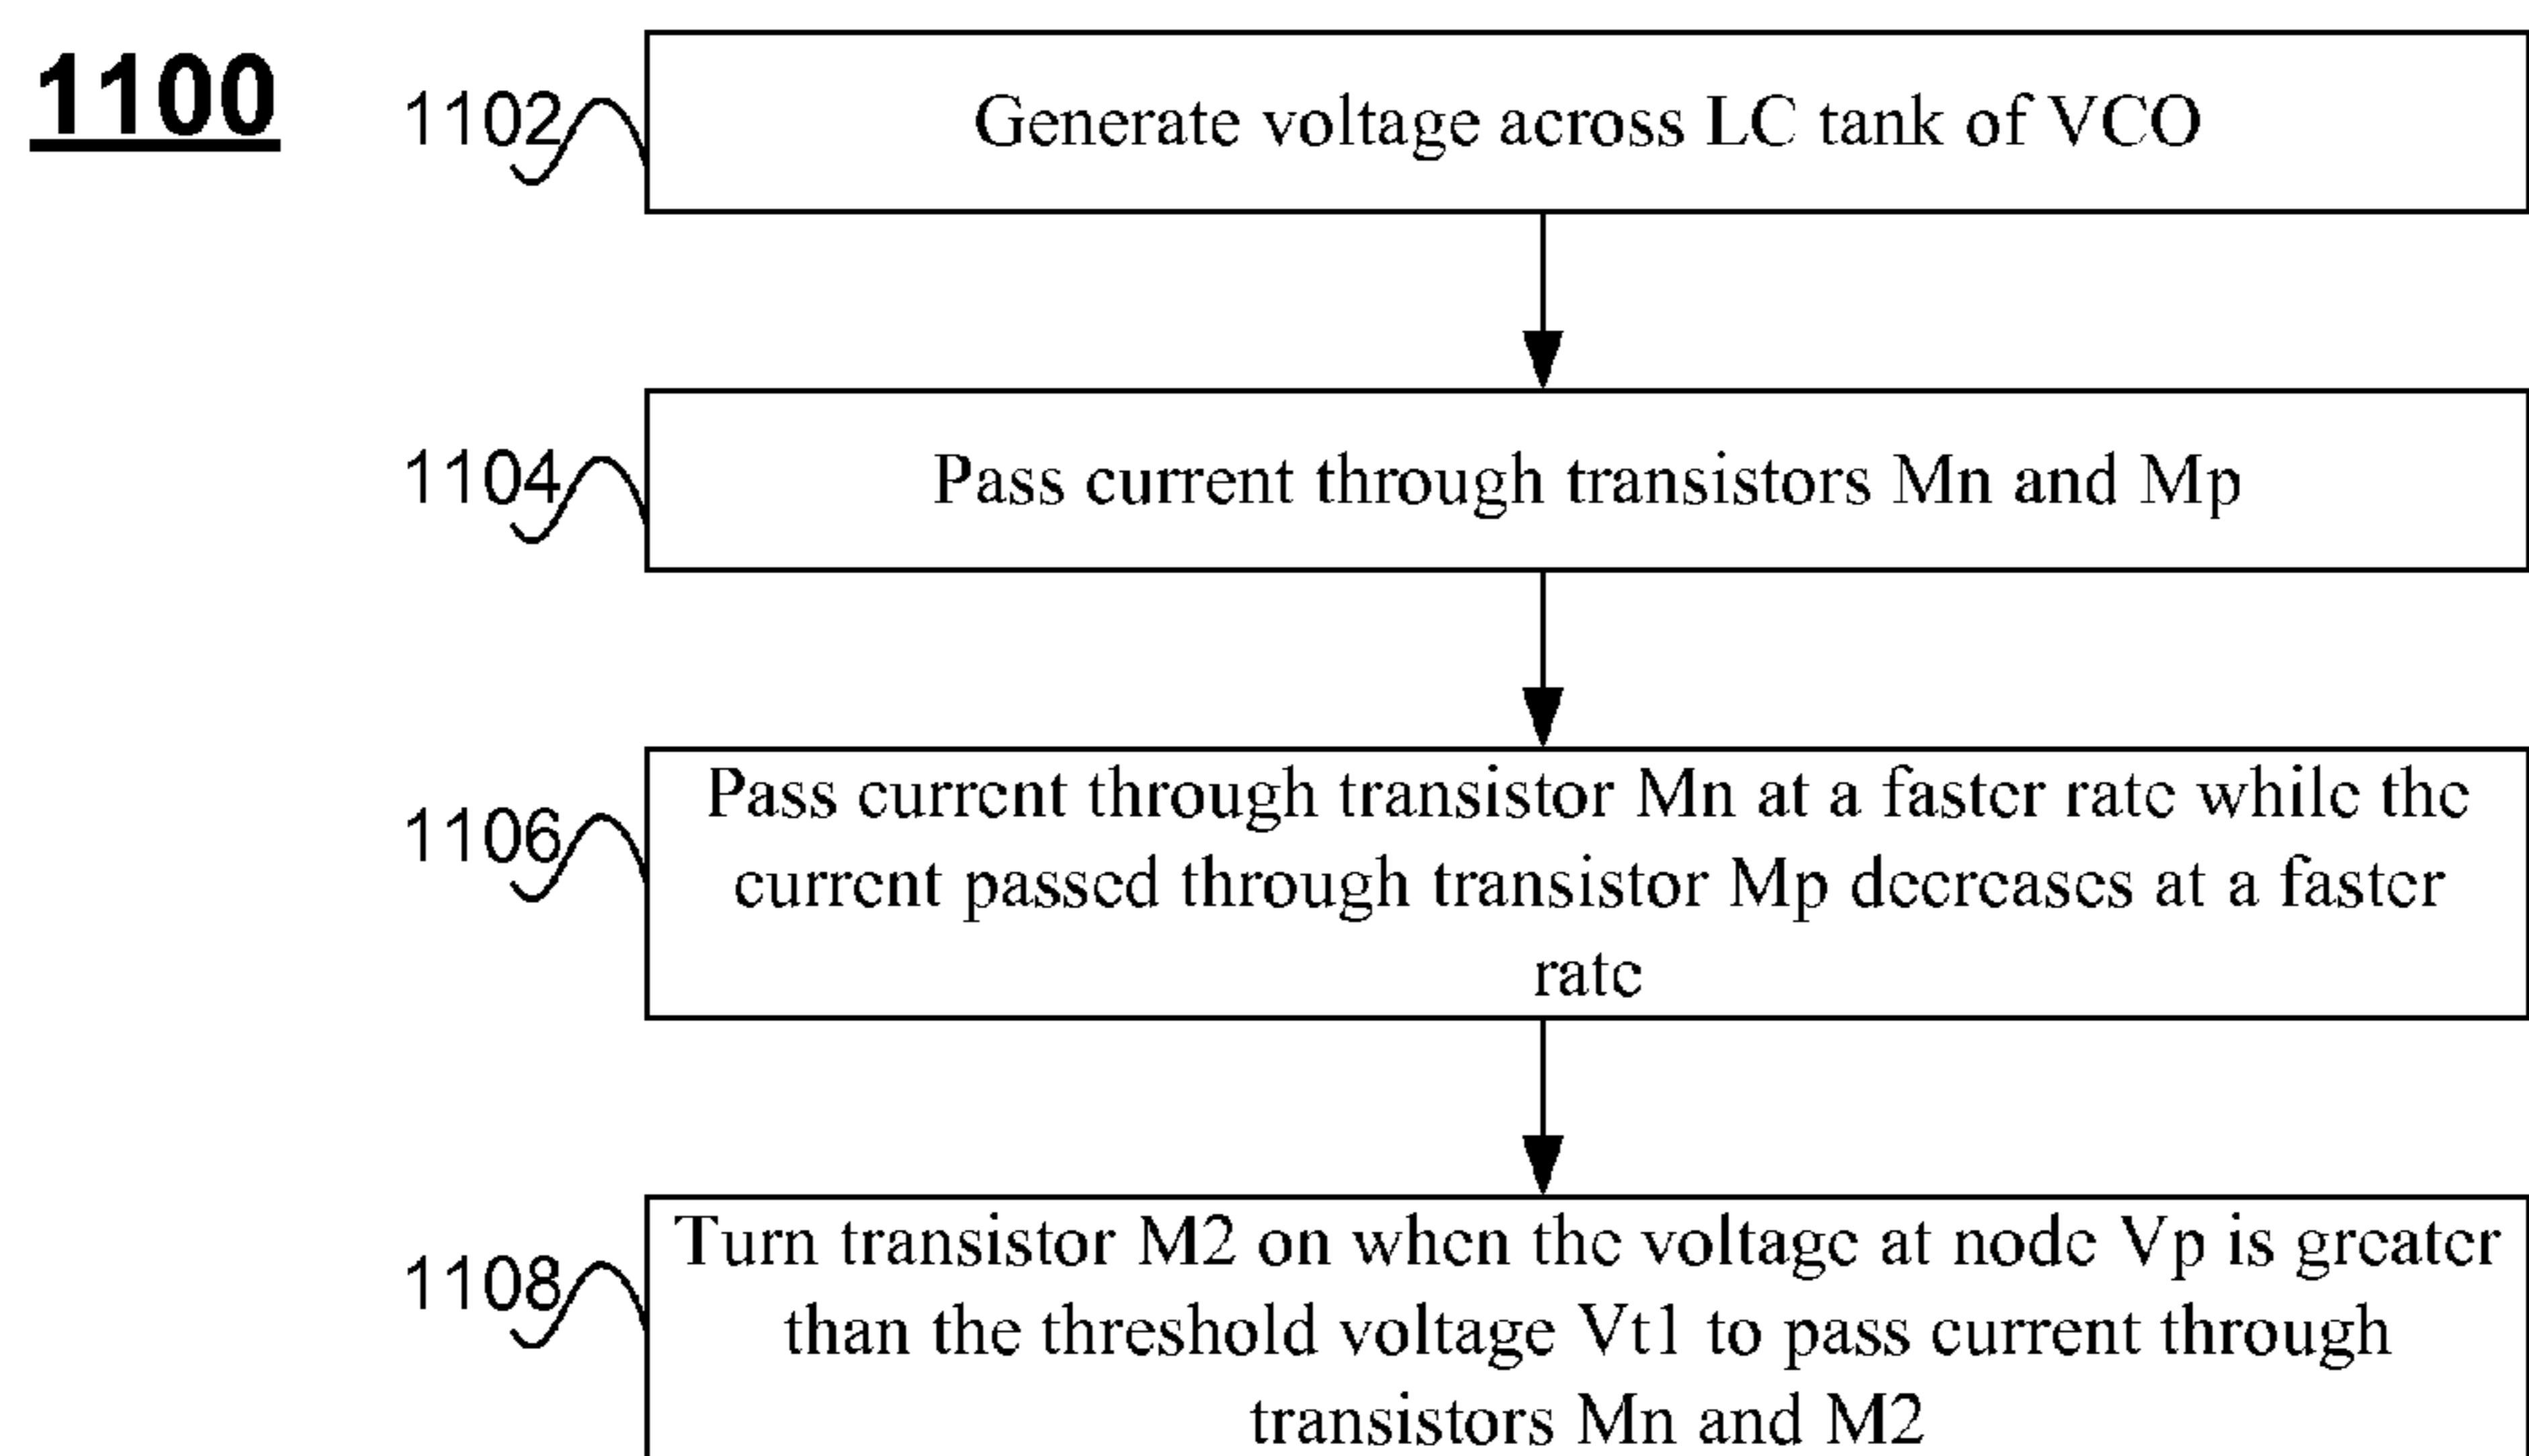 1100
1102
Generate voltage across LC tank of VCO
1104
Pass current through transistors Mn and Mp
1106
Pass current through transistor Mn at a faster rate while the
current passed through transistor Mp decreases at a faster
rate
1108
Turn transistor M2 on when the voltage at node Vp is greater
than the threshold voltage Vt1 to pass current through
transistors Mn and M2